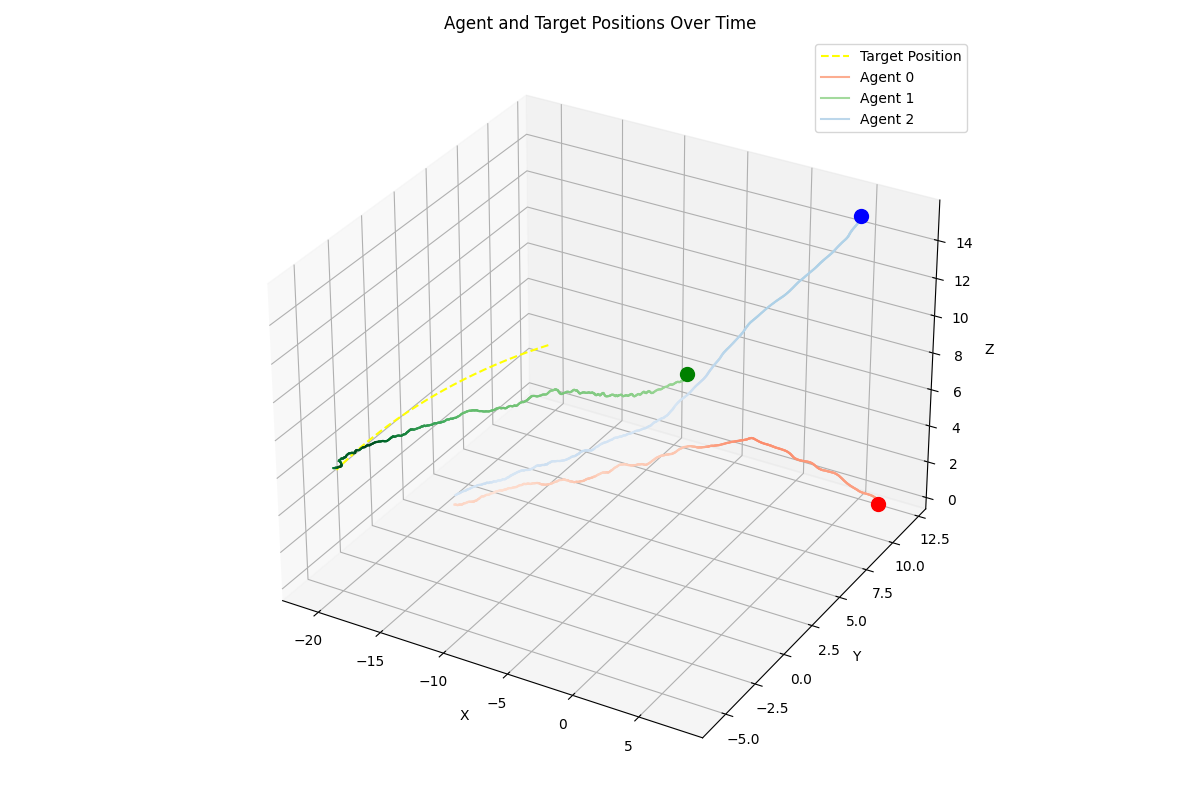 Agent and Target Positions Over Time
Target Position
Agent 0
Agent 1
Agent 2
14
12
10
8
6
4
2
0
Z
12.5
10.0
7.5
5.0
2.5
0.0
−2.5
−5.0
Y
−20
−15
−10
−5
0
5
X